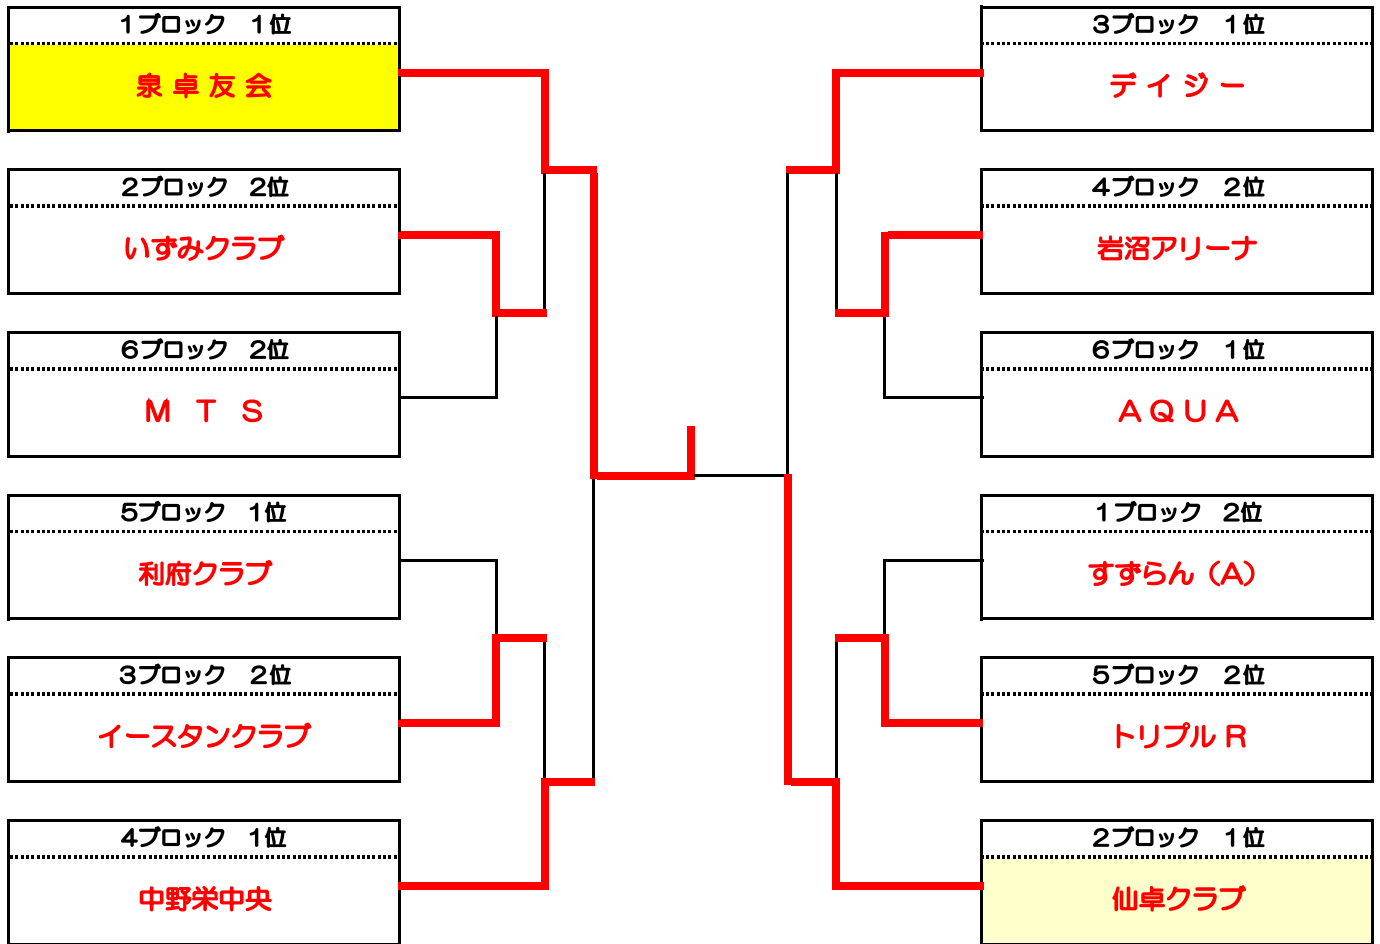 １ブロック　１位
泉 卓 友 会
２ブロック　２位
いずみクラブ
６ブロック　２位
Ｍ　Ｔ　Ｓ
５ブロック　１位
利府クラブ
３ブロック　２位
イースタンクラブ
４ブロック　１位
中野栄中央
３ブロック　１位
デ イ ジ ー
４ブロック　２位
岩沼アリーナ
６ブロック　１位
ＡＱＵＡ
１ブロック　２位
すずらん（Ａ）
５ブロック　２位
トリプルＲ
２ブロック　１位
仙卓クラブ